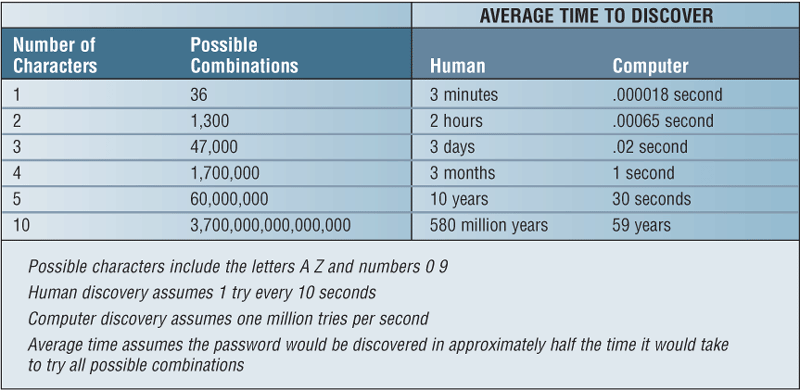 AVERAGE TIME TO DISCOVER
Number of Characters Possible Combinations Human Computer
1 36 3 minutes .000018 second
2 1,300 2 hours .00065 second
3 47,000 3 days .02 second
4 1,700,000 3 months 1 second
5 60,000,000 10 years 30 seconds
10 3,700,000,000,000,000 580 million years 59 years
Possible characters include the letters A Z and numbers 0 9
Human discovery assumes 1 try every 10 seconds
Computer discovery assumes one million tries per second
Average time assumes the password would be discovered in approximately half the time it would take
to try all possible combinations